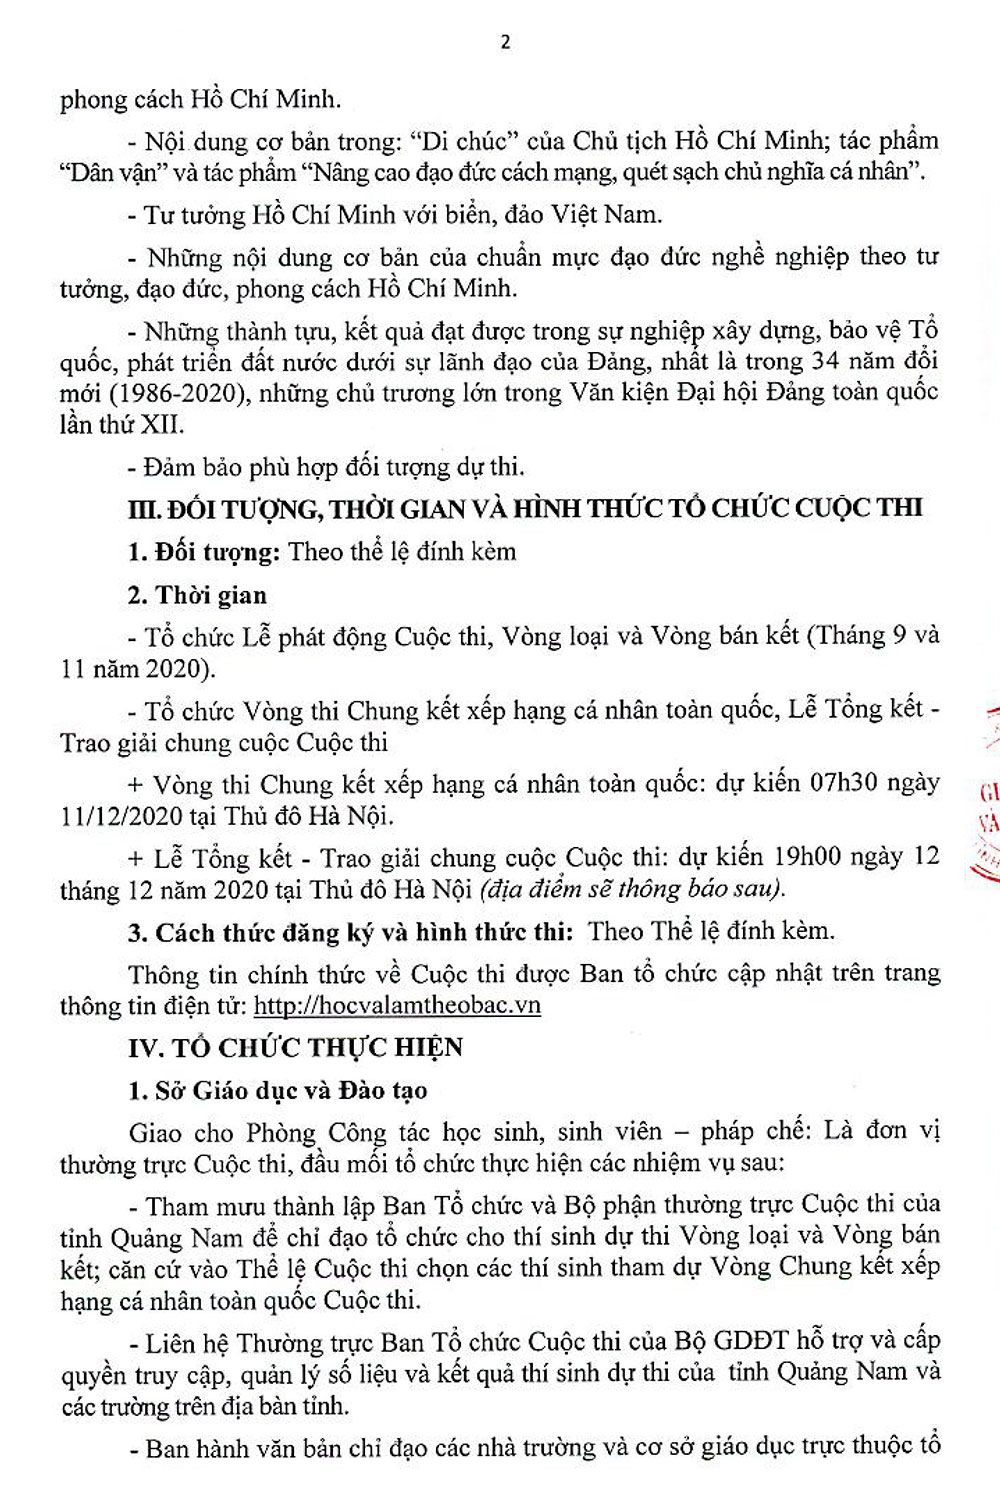 2
phong cách Hồ Chí Minh.
- Nội dung cơ bản trong: “Di chúc” của Chủ tịch Hồ Chí Minh; tác phẩm
“Dân vận” và tác phẩm “Nâng cao đạo đức cách mạng, quét sạch chủ nghĩa cá nhân”.
- Tư tưởng Hồ Chí Minh với biển, đảo Việt Nam.
- Những nội dung cơ bản của chuẩn mực đạo đức nghề nghiệp theo tư
tưởng, đạo đức, phong cách Hồ Chí Minh.
- Những thành tựu, kết quả đạt được trong sự nghiệp xây dựng, bảo vệ Tổ
quốc, phát triển đất nước dưới sự lãnh đạo của Đảng, nhất là trong 34 năm đổi
mới (1986-2020), những chủ trương lớn trong Văn kiện Đại hội Đảng toàn quốc
lần thứ XII.
- Đảm bảo phù hợp đối tượng dự thi.
III. ĐỐI TƯỢNG, THỜI GIAN VÀ HÌNH THỨC TỔ CHỨC CUỘC THI
1. Đối tượng: Theo thể lệ đính kèm
2. Thời gian
- Tổ chức Lễ phát động Cuộc thi, Vòng loại và Vòng bán kết (Tháng 9 và
11 năm 2020).
- Tổ chức Vòng thi Chung kết xếp hạng cá nhân toàn quốc, Lễ Tổng kết -
Trao giải chung cuộc Cuộc thi
+ Vòng thi Chung kết xếp hạng cá nhân toàn quốc: dự kiến 07h30 ngày
11/12/2020 tại Thủ đô Hà Nội.
+ Lễ Tổng kết - Trao giải chung cuộc Cuộc thi: dự kiến 19h00 ngày 12
tháng 12 năm 2020 tại Thủ đô Hà Nội (địa điểm sẽ thông báo sau).
3. Cách thức đăng ký và hình thức thi: Theo Thể lệ đính kèm.
Thông tin chính thức về Cuộc thi được Ban tổ chức cập nhật trên trang
thông tin điện tử: http://hocvalamtheobac.vn
IV. TỔ CHỨC THỰC HIỆN
1. Sở Giáo dục và Đào tạo
Giao cho Phòng Công tác học sinh, sinh viên – pháp chế: Là đơn vị
thường trực Cuộc thi, đầu mối tổ chức thực hiện các nhiệm vụ sau:
- Tham mưu thành lập Ban Tổ chức và Bộ phận thường trực Cuộc thi của
tỉnh Quảng Nam để chỉ đạo tổ chức cho thí sinh dự thi Vòng loại và Vòng bán
kết; căn cứ vào Thể lệ Cuộc thi chọn các thí sinh tham dự Vòng Chung kết xếp
hạng cá nhân toàn quốc Cuộc thi.
- Liên hệ Thường trực Ban Tổ chức Cuộc thi của Bộ GDĐT hỗ trợ và cấp
quyền truy cập, quản lý số liệu và kết quả thí sinh dự thi của tỉnh Quảng Nam và
các trường trên địa bàn tỉnh.
- Ban hành văn bản chỉ đạo các nhà trường và cơ sở giáo dục trực thuộc tổ
GI
VÀ